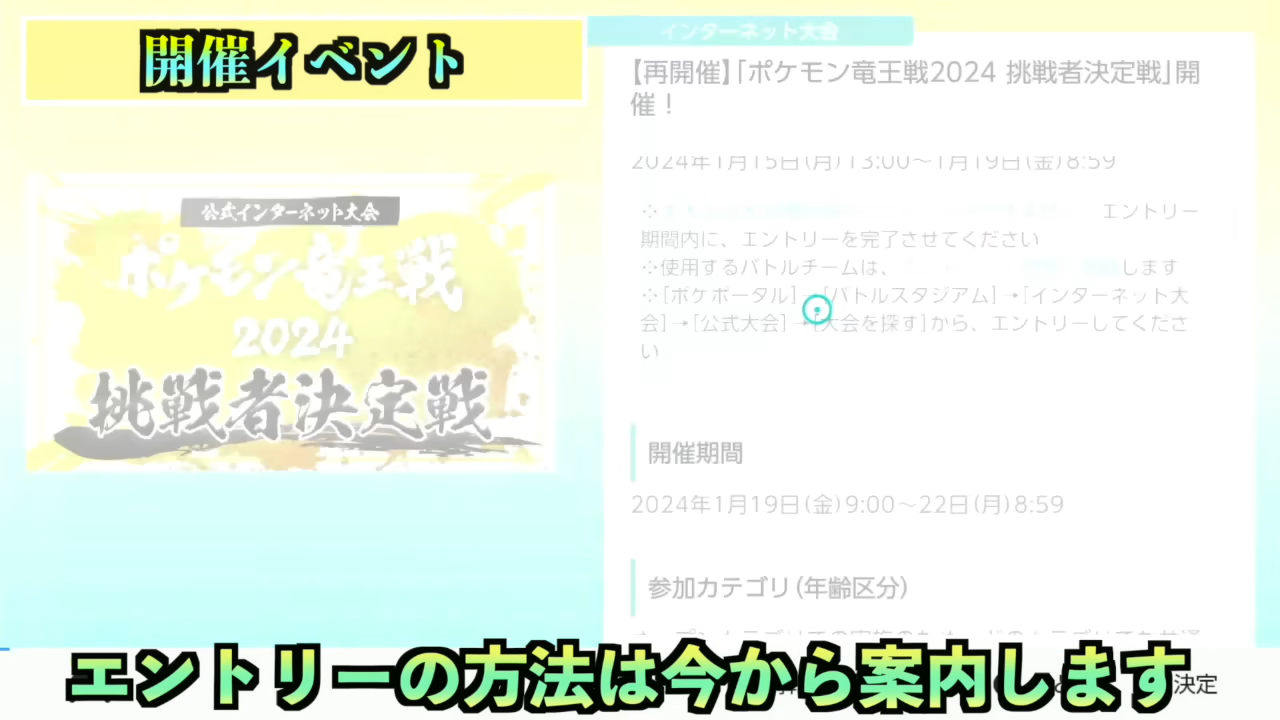 開催イベント
インターネット大会
【再開催】「ポケモン竜王戦2024 挑戦者決定戦」開
催！
2024年1月15日(月)13:00～1月19日(金)8:59
※
エントリー
期間内に、エントリーを完了させてください
※使用するバトルチームは、
します
※[ポケポータル]→[バトルスタジアム]→[インターネット大
会]→[公式大会]→[大会を探す]から、エントリーしてくださ
い
公式インターネット大会
ポケモン竜王戦
2024
挑戦者決定戦
開催期間
2024年1月19日(金)9:00～22日(月)8:59
参加カテゴリ(年齢区分)
エントリーの方法は今から案内します
決定